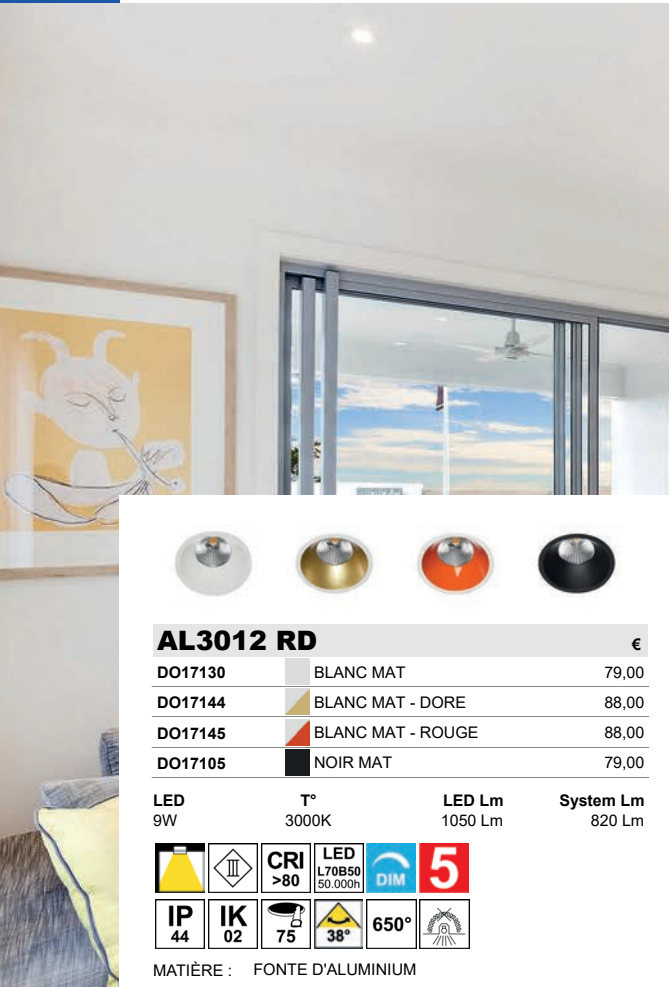 AL3012 RD €
DO17130 BLANC MAT 79,00
DO17144 BLANC MAT - DORE 88,00
DO17145 BLANC MAT - ROUGE 88,00
DO17105 NOIR MAT 79,00
LED T° LED Lm System Lm
9W 3000K 1050 Lm 820 Lm
III CRI >80 LED L70B50 50.000h DIM 5
IP 44 IK 02 75 38° 650°
MATIÈRE : FONTE D'ALUMINIUM